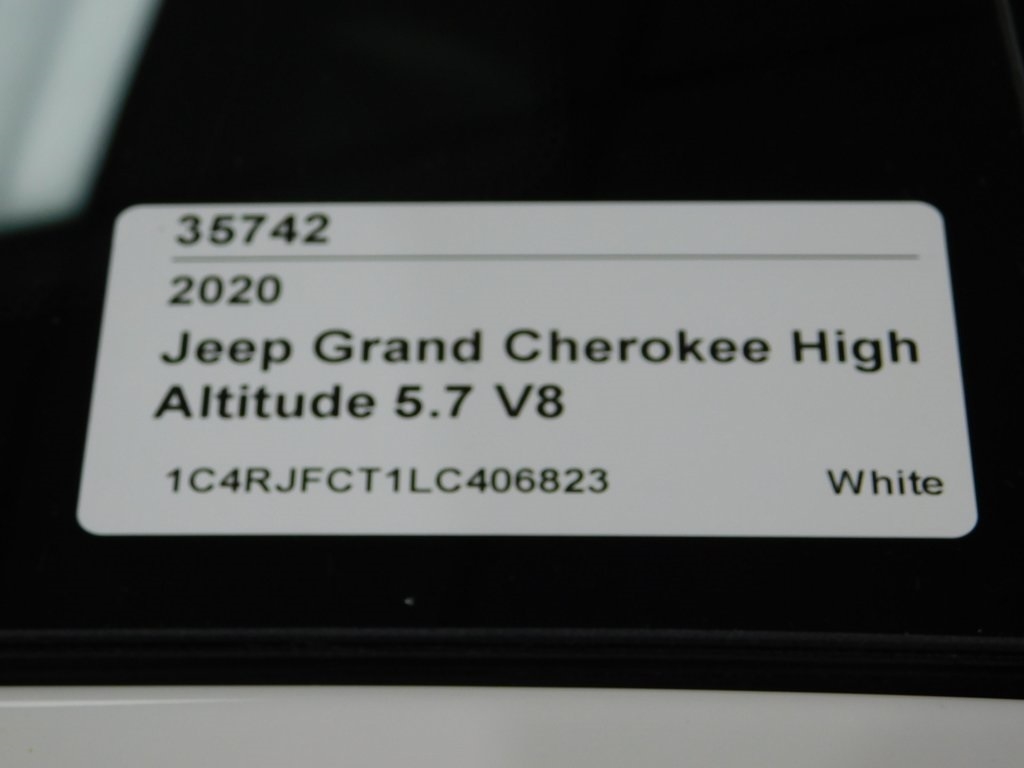 35742
2020
Jeep Grand Cherokee High
Altitude 5.7 V8
1C4RJFCT1LC406823 White